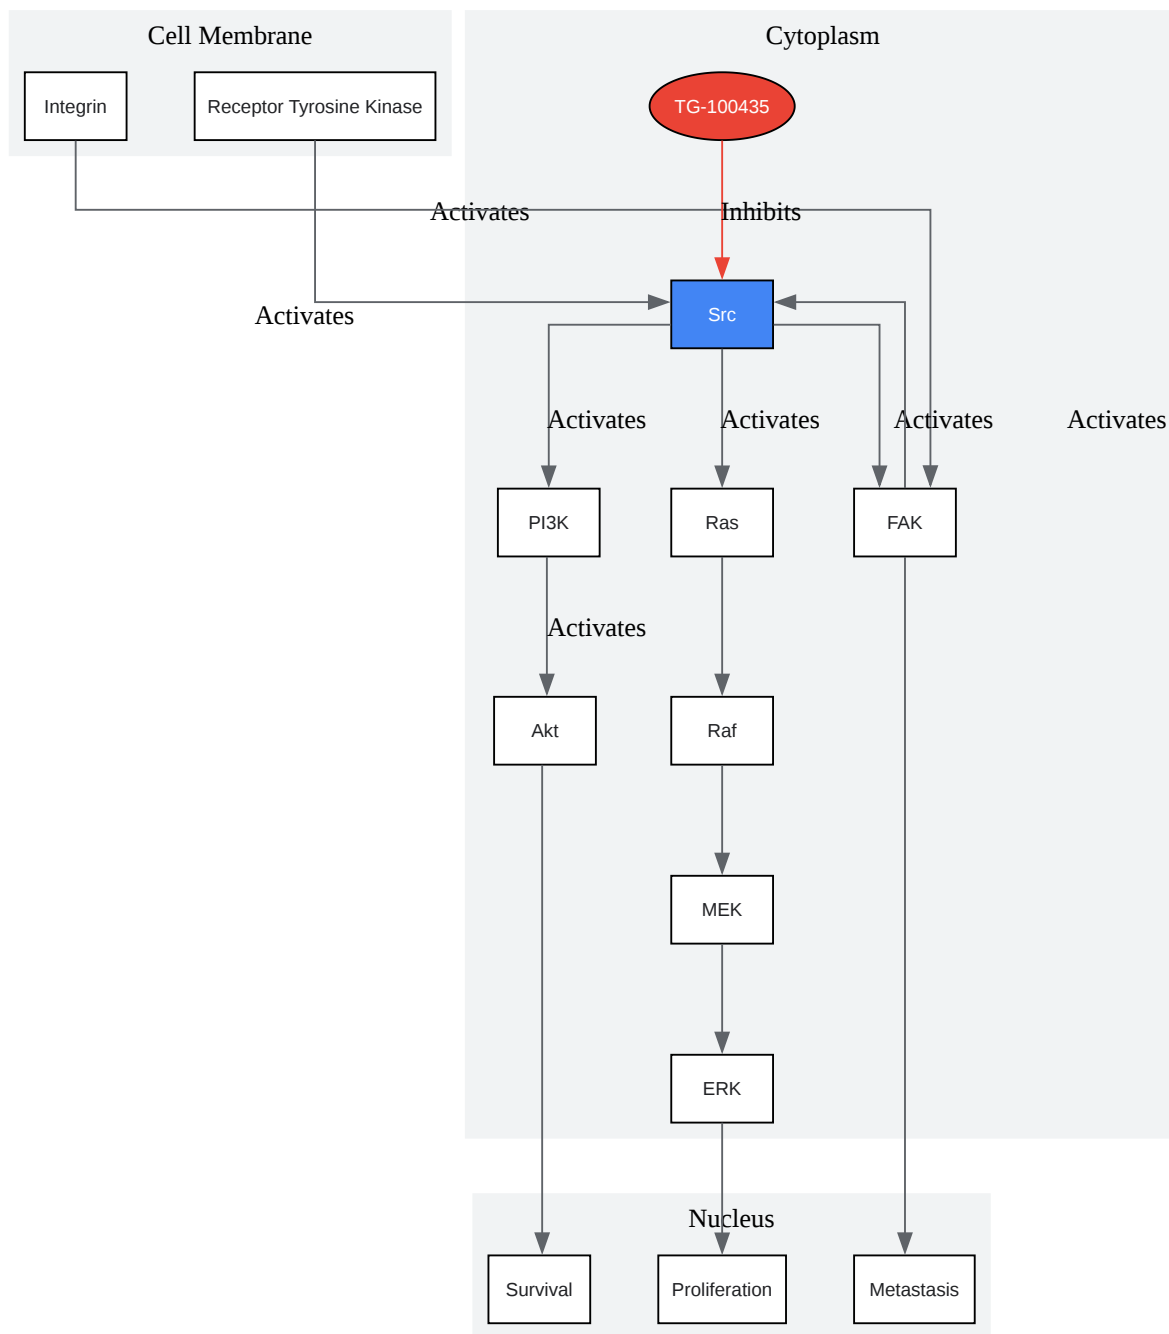 Cell Membrane
Cytoplasm
Integrin
Receptor Tyrosine Kinase
TG-100435
Activates
Inhibits
Activates
Src
Activates
Activates
Activates
Activates
PI3K
Ras
FAK
Activates
Akt
Raf
MEK
ERK
Nucleus
Survival
Proliferation
Metastasis